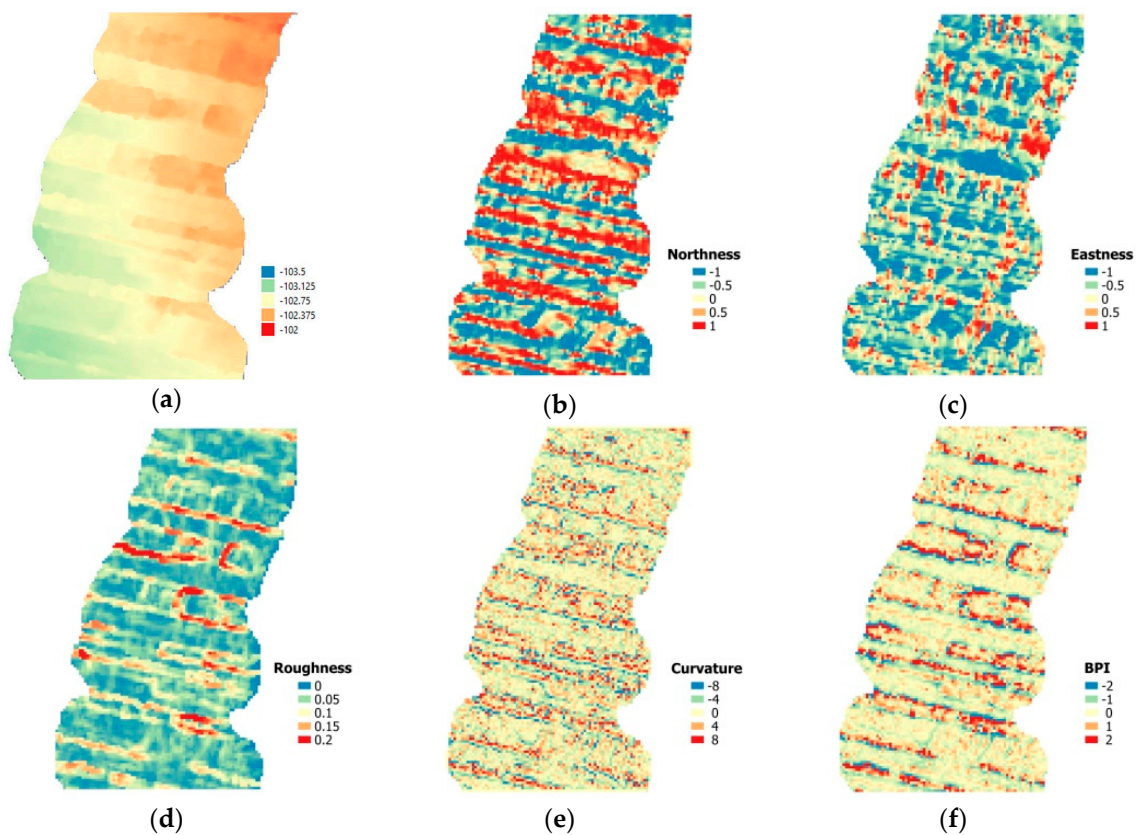 -103.5
-103.125
-102.75
-102.375
-102
(a)
Northness
-1
-0.5
0
0.5
1
(b)
Eastness
-1
-0.5
0
0.5
1
(c)
Roughness
0
0.05
0.1
0.15
0.2
(d)
Curvature
-8
-4
0
4
8
(e)
BPI
-2
-1
0
1
2
(f)